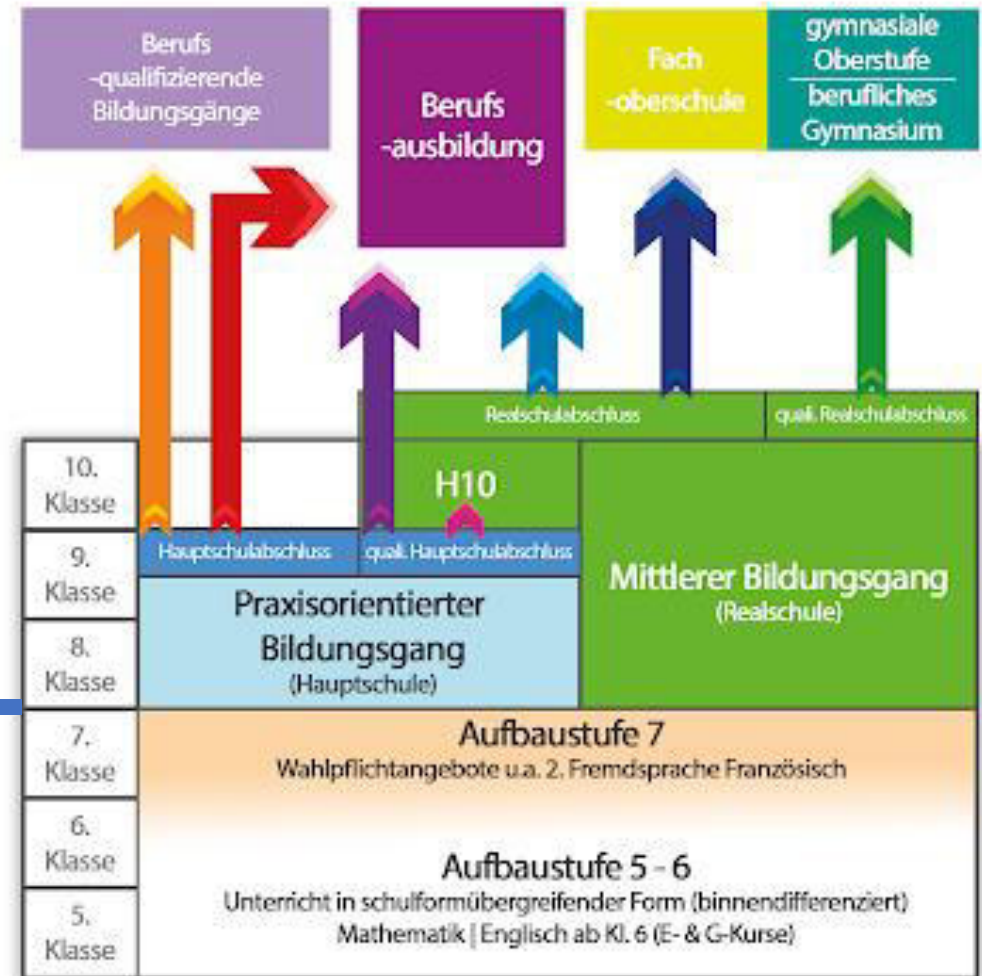 Berufs
-qualifizierende
Bildungsgänge
Berufs
-ausbildung
Fach
-oberschule
gymnasiale
Oberstufe
berufliches
Gymnasium
Realschulabschluss
quali. Realschulabschluss
10.
Klasse
H10
9.
Klasse
Hauptschulabschluss
quali. Hauptschulabschluss
Mittlerer Bildungsgang
(Realschule)
Praxisorientierter
Bildungsgang
(Hauptschule)
8.
Klasse
7.
Klasse
Aufbaustufe 7
Wahlpflichtangebote u.a. 2. Fremdsprache Französisch
6.
Klasse
Aufbaustufe 5 - 6
Unterricht in schulformübergreifender Form (binnendifferenziert)
Mathematik | Englisch ab Kl. 6 (E- & G-Kurse)
5.
Klasse